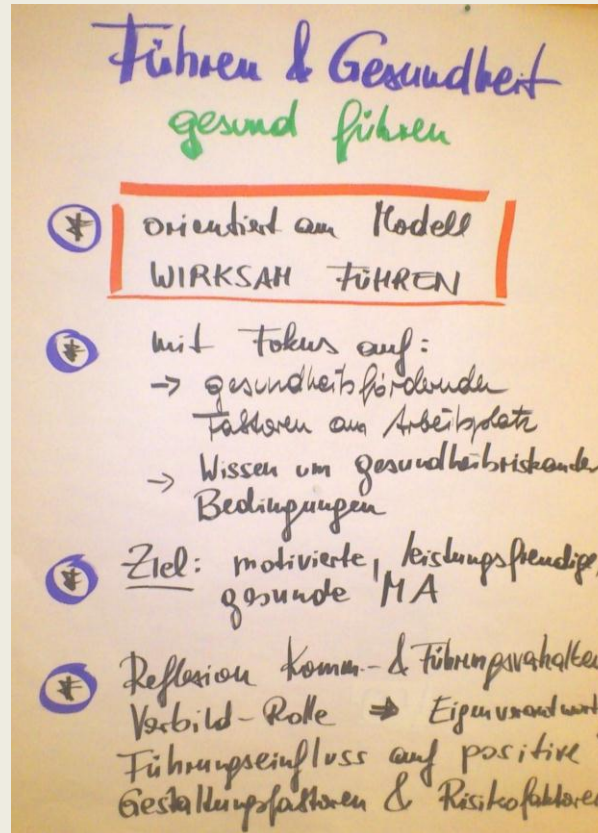 Führen & Gesundheit
gesund führen
orientiert am Modell
WIRKSAM FÜHREN
mit Fokus auf:
→ gesundheitsfördernden
Faktoren am Arbeitsplatz
→ Wissen um gesundheitsriskanden
Bedingungen
Ziel: motivierte, leistungsfreudige,
gesunde MA
Reflexion Komm- & Führungsverhalten
Vorbild-Rolle ⇒ Eigenverantwort
Führungseinfluss auf positive
Gestaltungsfaktoren & Risikofaktoren